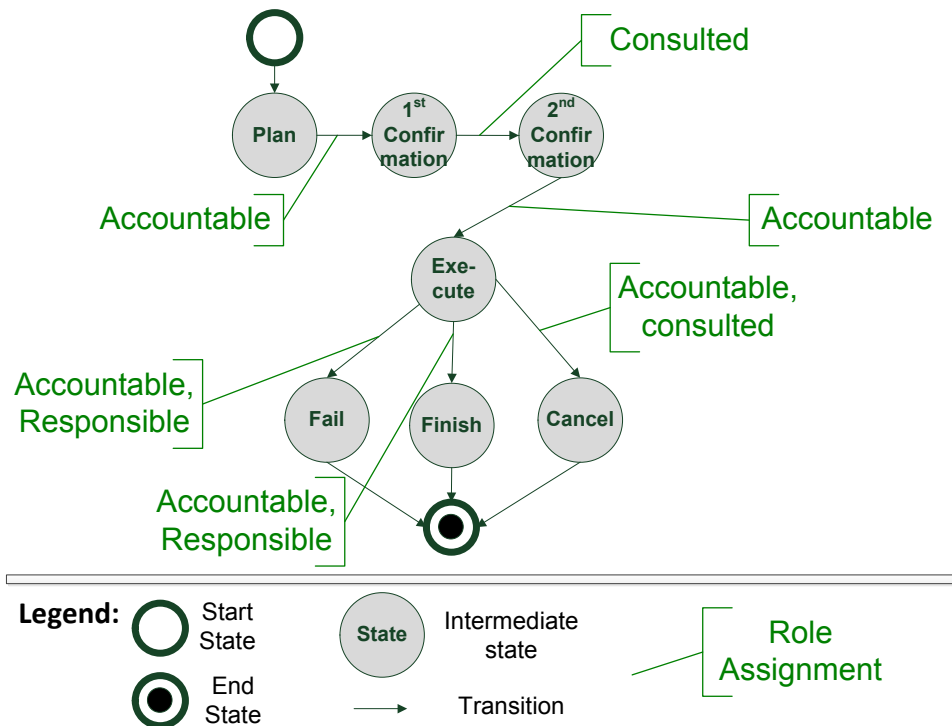 Consulted
Plan
1st
Confir
mation
2nd
Confir
mation
Accountable
Accountable
Exe-
cute
Accountable,
consulted
Accountable,
Responsible
Fail
Finish
Cancel
Accountable,
Responsible
Legend:
Start
State
State
Intermediate
state
Role
Assignment
End
State
Transition